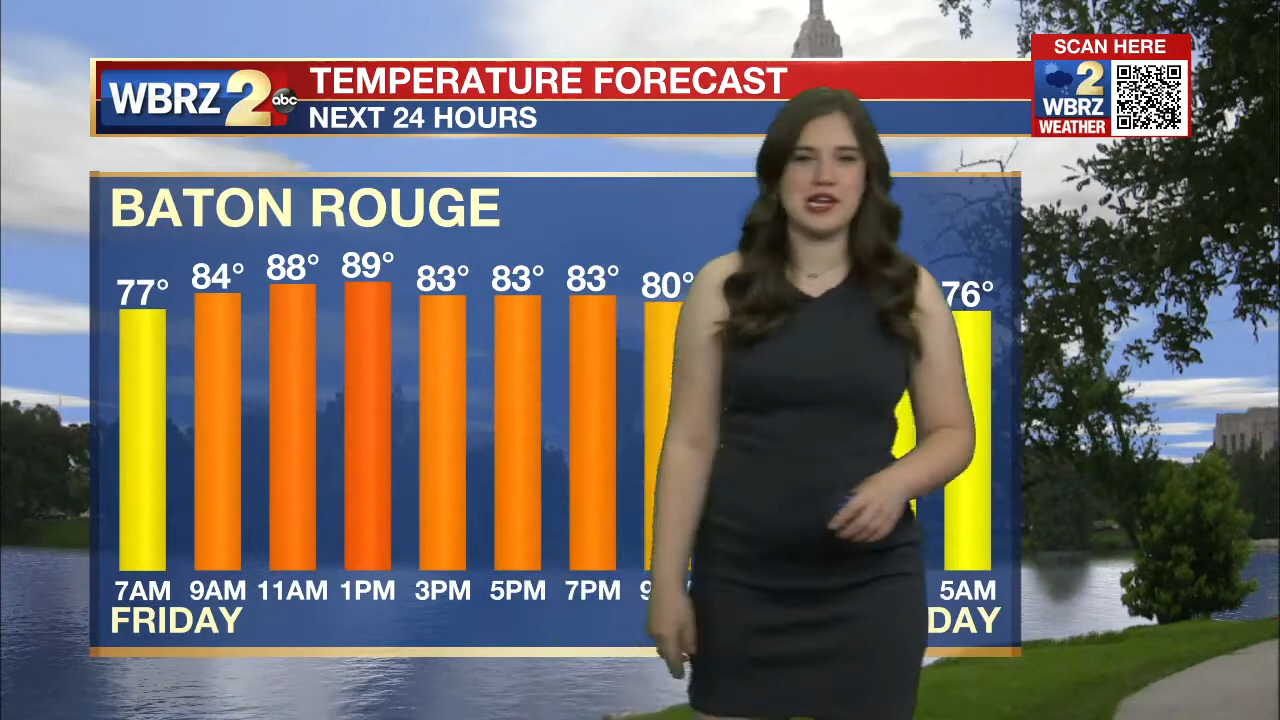 WBRZ 2 abc
TEMPERATURE FORECAST
NEXT 24 HOURS
SCAN HERE
2
WBRZ
WEATHER
BATON ROUGE
77° 84° 88° 89° 83° 83° 83° 80° 76°
7AM 9AM 11AM 1PM 3PM 5PM 7PM 5AM
FRIDAY DAY